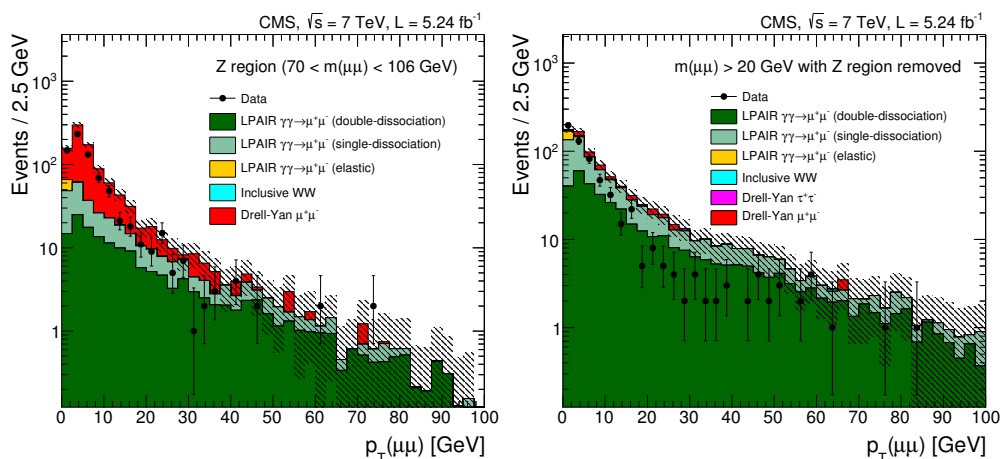 CMS, √s = 7 TeV, L = 5.24 fb⁻¹
Events / 2.5 GeV
Z region (70 < m(μμ) < 106 GeV)
Data
LPAIR γγ→μ⁺μ⁻ (double-dissociation)
LPAIR γγ→μ⁺μ⁻ (single-dissociation)
LPAIR γγ→μ⁺μ⁻ (elastic)
Inclusive WW
Drell-Yan μ⁺μ⁻
10³
10²
10
1
0 10 20 30 40 50 60 70 80 90 100
p_T(μμ) [GeV]
CMS, √s = 7 TeV, L = 5.24 fb⁻¹
Events / 2.5 GeV
m(μμ) > 20 GeV with Z region removed
Data
LPAIR γγ→μ⁺μ⁻ (double-dissociation)
LPAIR γγ→μ⁺μ⁻ (single-dissociation)
LPAIR γγ→μ⁺μ⁻ (elastic)
Inclusive WW
Drell-Yan τ⁺τ⁻
Drell-Yan μ⁺μ⁻
10³
10²
10
1
0 10 20 30 40 50 60 70 80 90 100
p_T(μμ) [GeV]